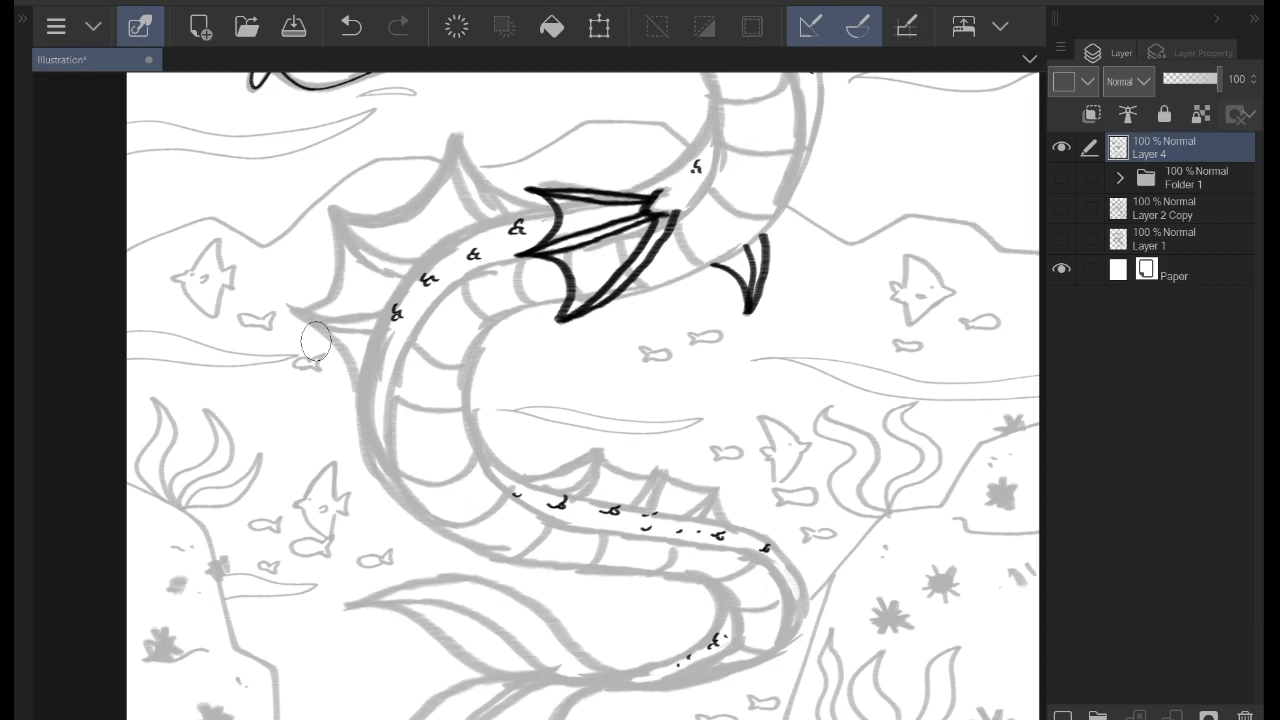 Illustration*
Layer
Layer Property
Normal
100
100 % Normal
Layer 4
100 % Normal
Folder 1
100 % Normal
Layer 2 Copy
100 % Normal
Layer 1
Paper